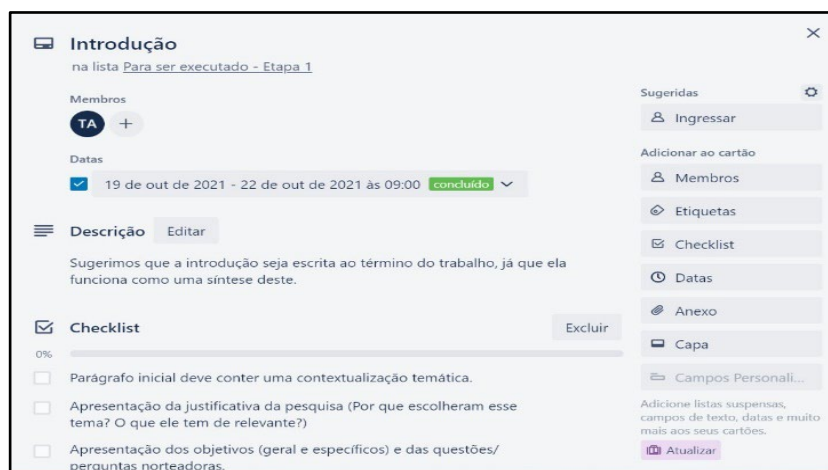 Introdução
na lista Para ser executado - Etapa 1
Membros
TA +
Datas
19 de out de 2021 - 22 de out de 2021 às 09:00 concluído
Descrição Editar
Sugerimos que a introdução seja escrita ao término do trabalho, já que ela
funciona como uma síntese deste.
Checklist Excluir
0%
Parágrafo inicial deve conter uma contextualização temática.
Apresentação da justificativa da pesquisa (Por que escolheram esse
tema? O que ele tem de relevante?)
Apresentação dos objetivos (geral e específicos) e das questões/
perguntas norteadoras.
Sugeridas
Ingressar
Adicionar ao cartão
Membros
Etiquetas
Checklist
Datas
Anexo
Capa
Campos Personali...
Adicione listas suspensas,
campos de texto, datas e muito
mais aos seus cartões.
Atualizar